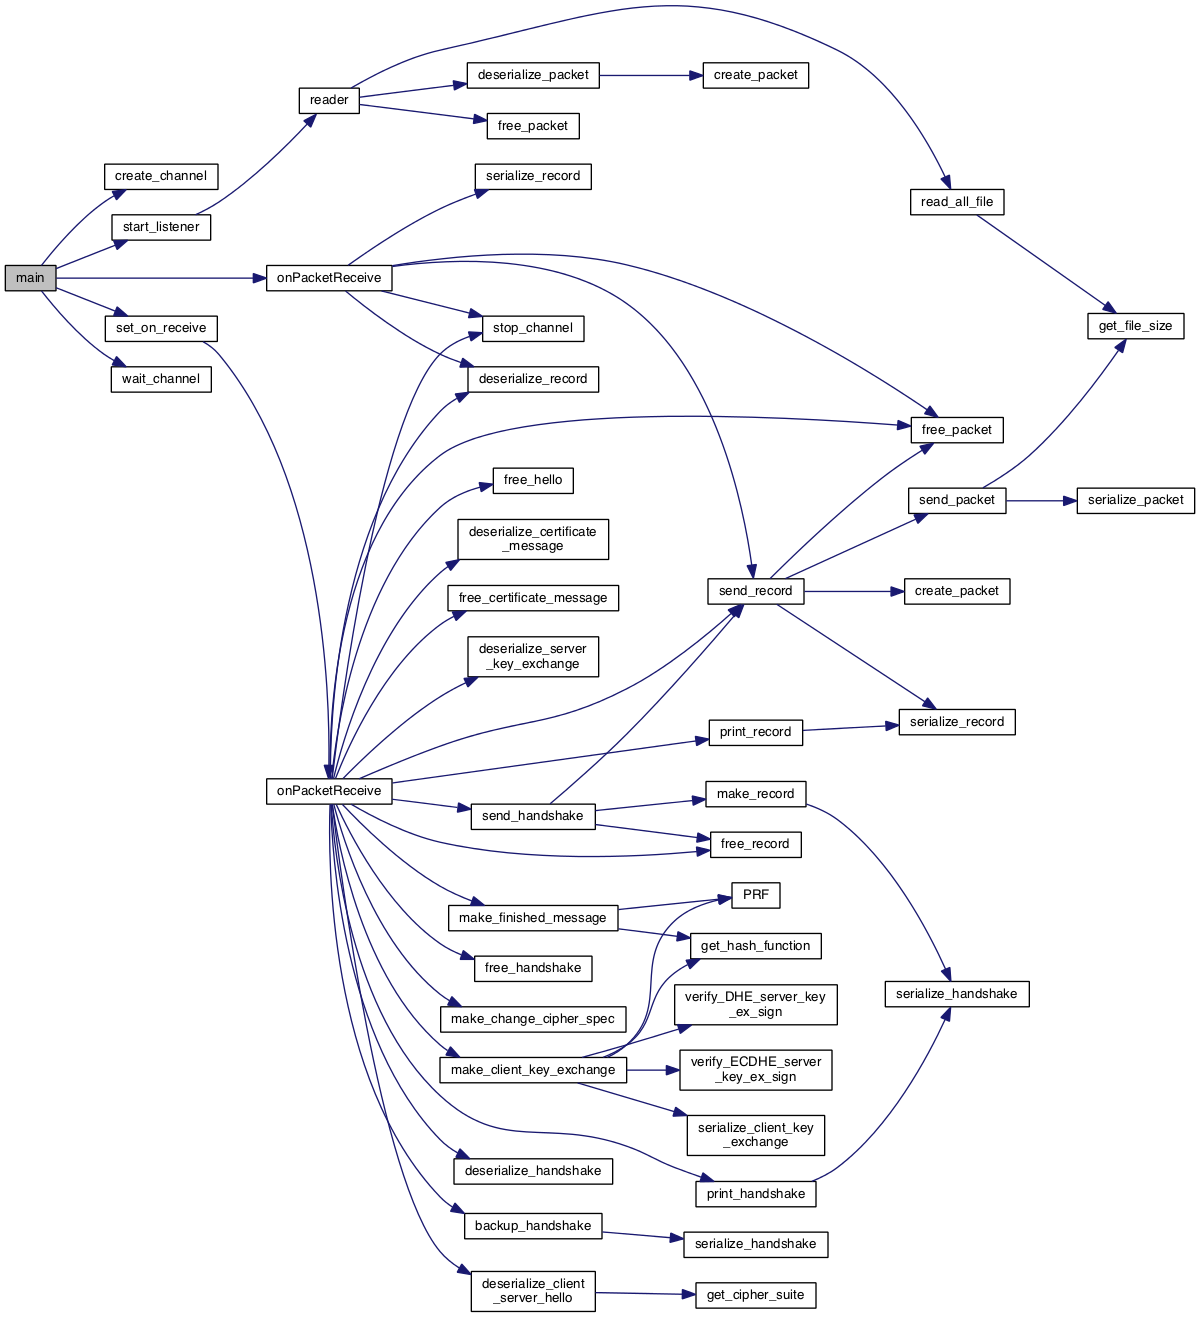 reader
deserialize_packet
create_packet
free_packet
create_channel
serialize_record
read_all_file
start_listener
main
onPacketReceive
set_on_receive
stop_channel
get_file_size
wait_channel
deserialize_record
free_packet
free_hello
send_packet
serialize_packet
deserialize_certificate
_message
free_certificate_message
send_record
create_packet
deserialize_server
_key_exchange
print_record
serialize_record
onPacketReceive
make_record
send_handshake
free_record
PRF
make_finished_message
get_hash_function
free_handshake
serialize_handshake
verify_DHE_server_key
_ex_sign
make_change_cipher_spec
make_client_key_exchange
verify_ECDHE_server
_key_ex_sign
serialize_client_key
_exchange
deserialize_handshake
print_handshake
backup_handshake
serialize_handshake
deserialize_client
_server_hello
get_cipher_suite